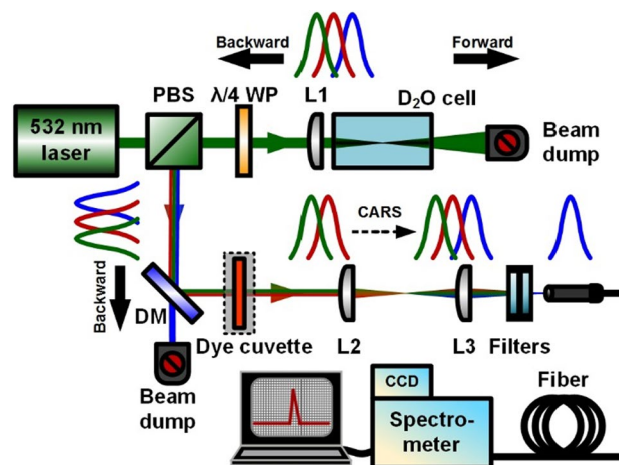 Backward
Forward
PBS
λ/4 WP
L1
D₂O cell
532 nm
laser
Beam
dump
CARS
Backward
DM
Dye cuvette
L2
L3
Filters
Beam
dump
CCD
Spectro-
meter
Fiber